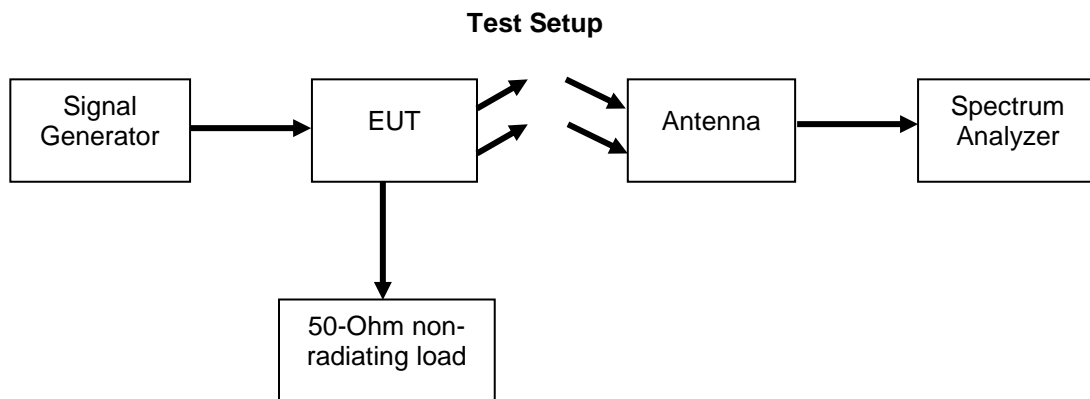 Test Setup
Signal
Generator
EUT
Antenna
Spectrum
Analyzer
50-Ohm non-
radiating load